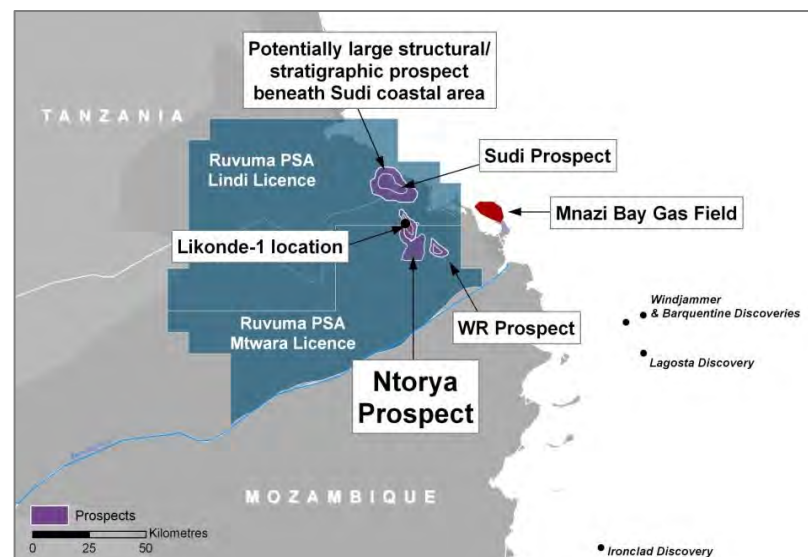 Potentially large structural/
stratigraphic prospect
beneath Sudi coastal area
TANZANIA
Ruvuma PSA
Lindi Licence
Sudi Prospect
Mnazi Bay Gas Field
Likonde-1 location
Windjammer
& Barquentine Discoveries
Ruvuma PSA
Mtwara Licence
WR Prospect
Lagosta Discovery
Ntorya
Prospect
MOZAMBIQUE
Prospects
Kilometres
0 25 50
Ironclad Discovery